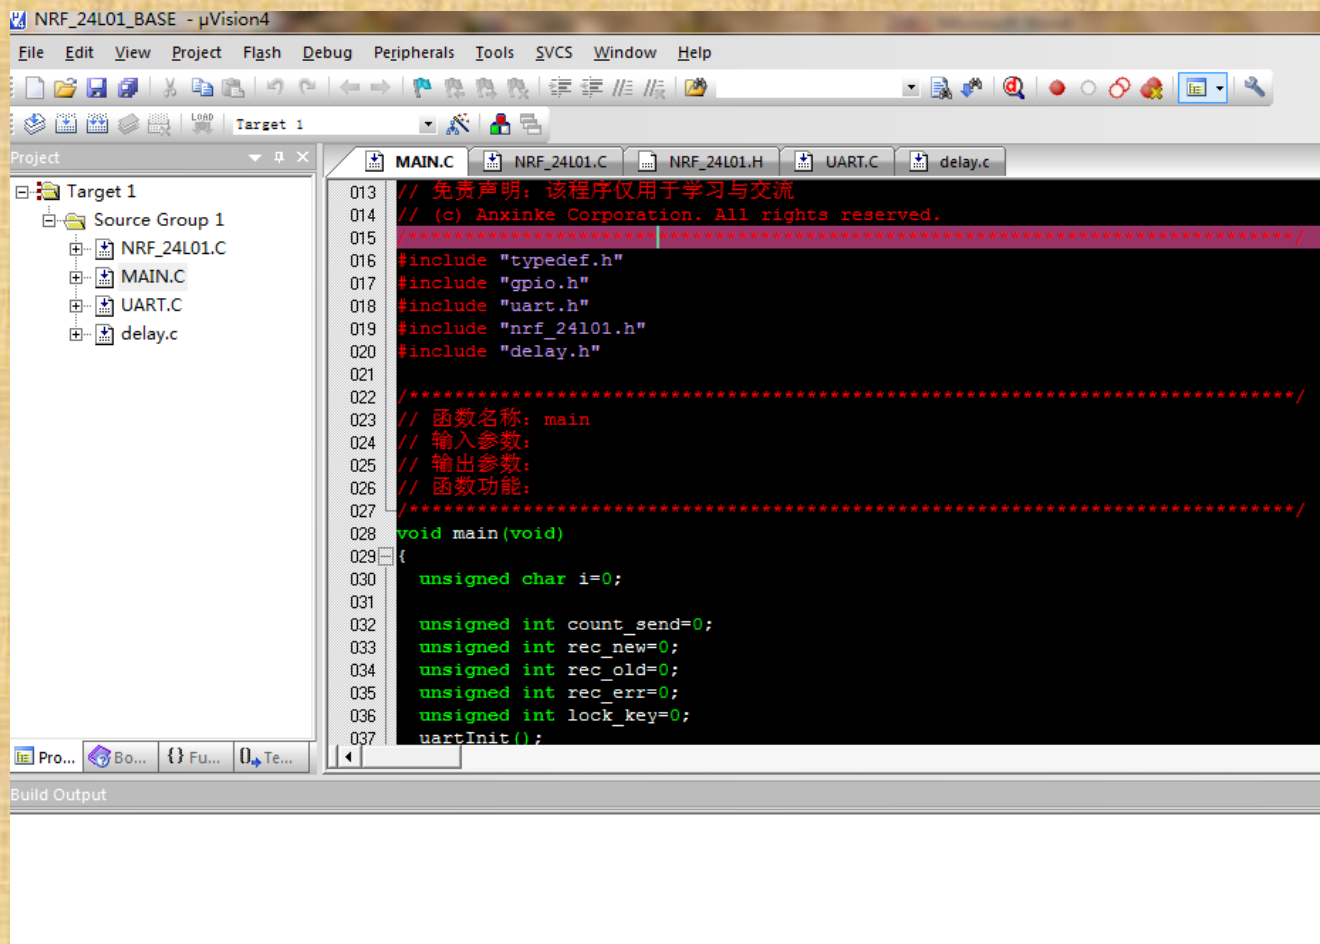 NRF_24L01_BASE - µVision4
File Edit View Project Flash Debug Peripherals Tools SVCS Window Help
LOAD Target 1
Project
MAIN.C NRF_24L01.C NRF_24L01.H UART.C delay.c
Target 1
Source Group 1
NRF_24L01.C
MAIN.C
UART.C
delay.c
013 // 免责声明：该程序仅用于学习与交流
014 // (c) Anxinke Corporation. All rights reserved.
015 /******************************************************************************/
016 #include "typedef.h"
017 #include "gpio.h"
018 #include "uart.h"
019 #include "nrf_24l01.h"
020 #include "delay.h"
021
022 /******************************************************************************/
023 // 函数名称：main
024 // 输入参数：
025 // 输出参数：
026 // 函数功能：
027 /******************************************************************************/
028 void main(void)
029 {
030 unsigned char i=0;
031
032 unsigned int count_send=0;
033 unsigned int rec_new=0;
034 unsigned int rec_old=0;
035 unsigned int rec_err=0;
036 unsigned int lock_key=0;
037 uartInit();
Pro... Bo... {} Fu... 0 Te...
Build Output